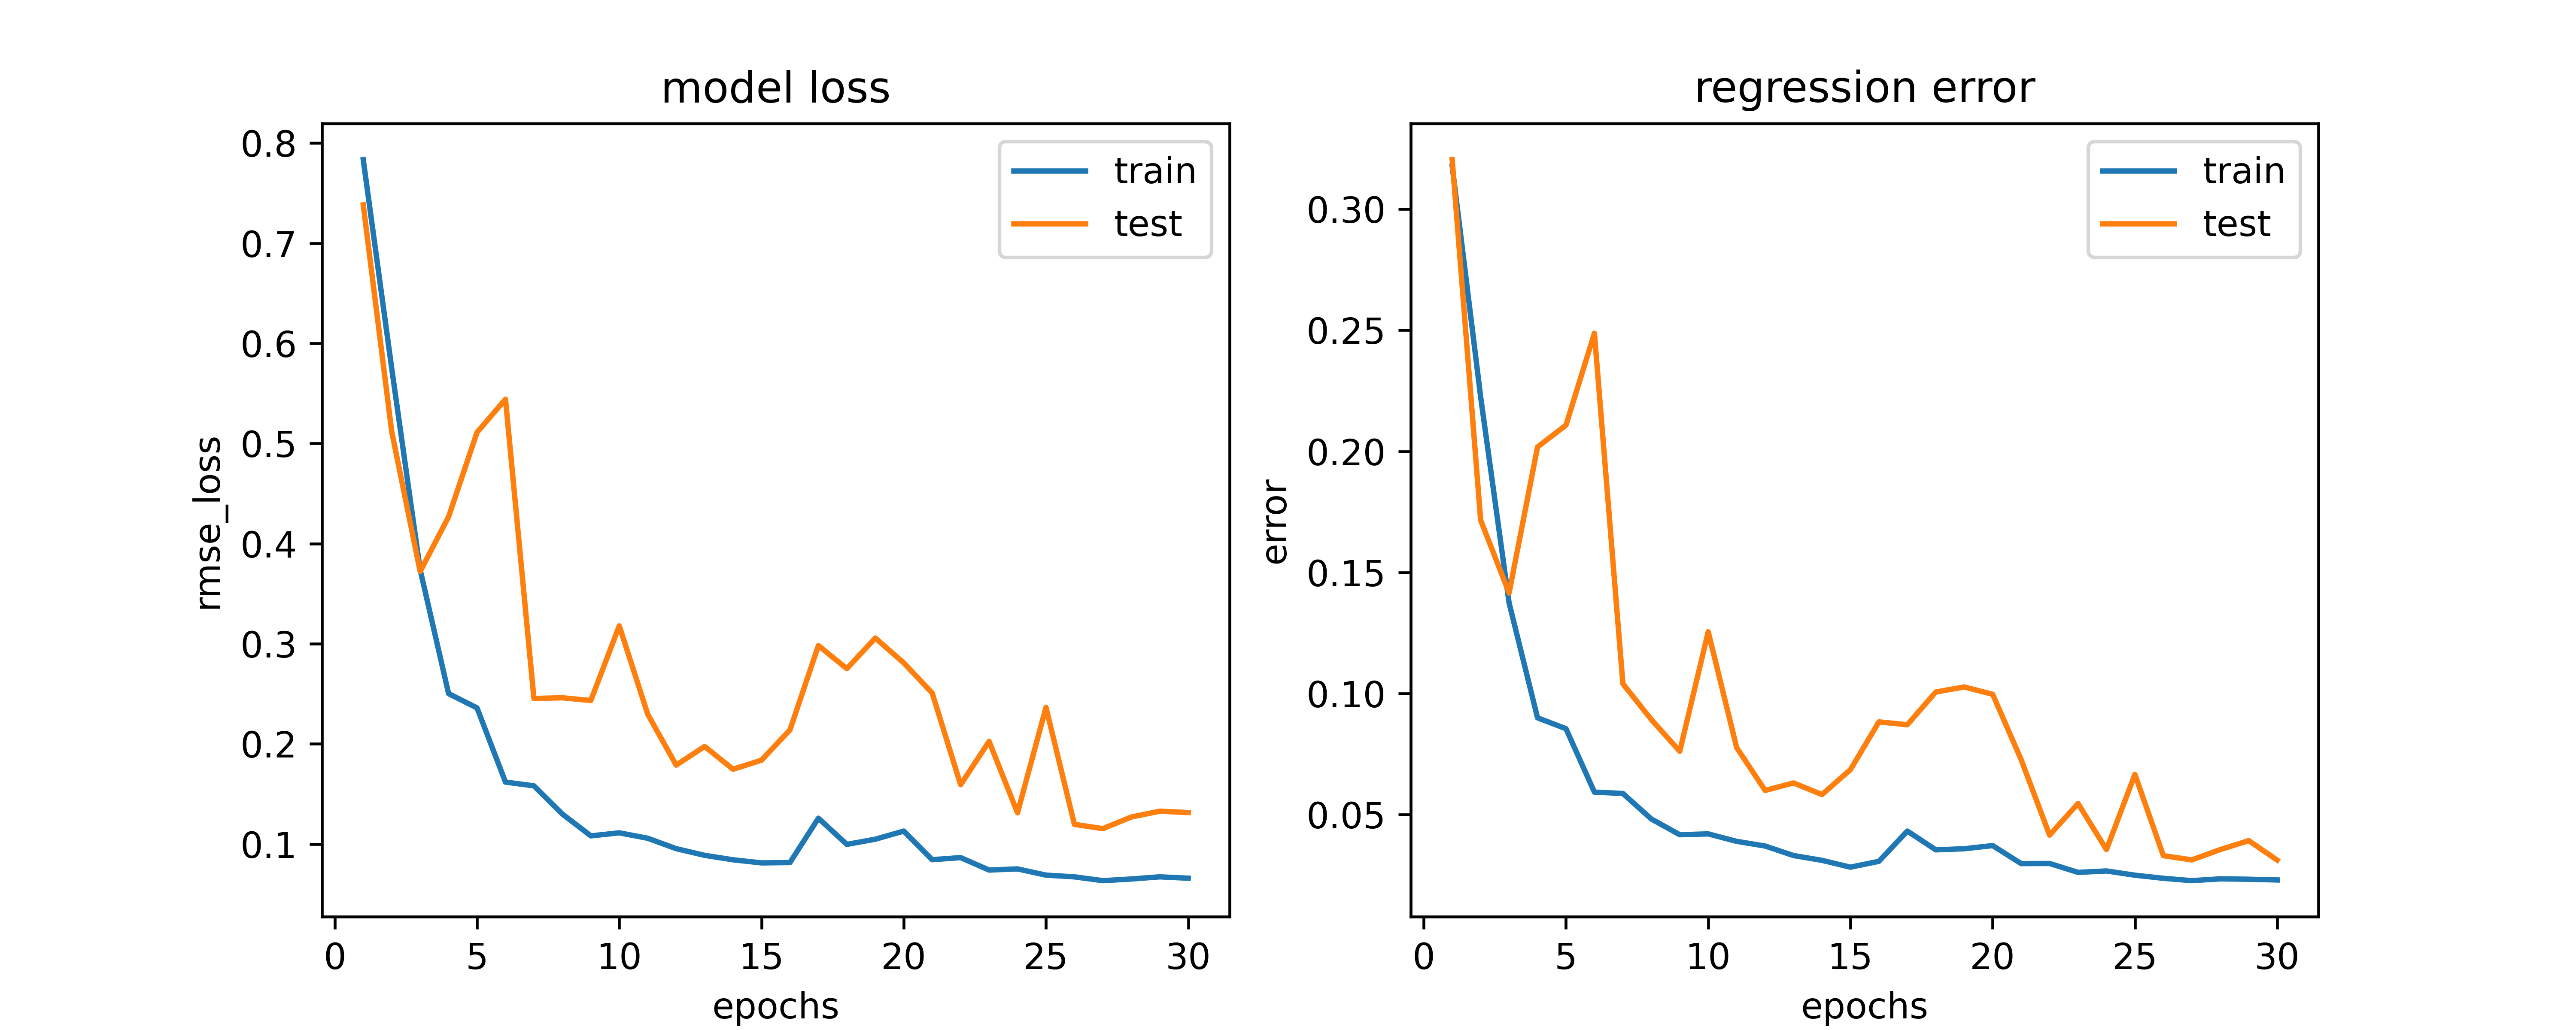 model loss
rmse_loss
0.8
0.7
0.6
0.5
0.4
0.3
0.2
0.1
0 5 10 15 20 25 30
epochs
train
test
regression error
error
0.30
0.25
0.20
0.15
0.10
0.05
0 5 10 15 20 25 30
epochs
train
test